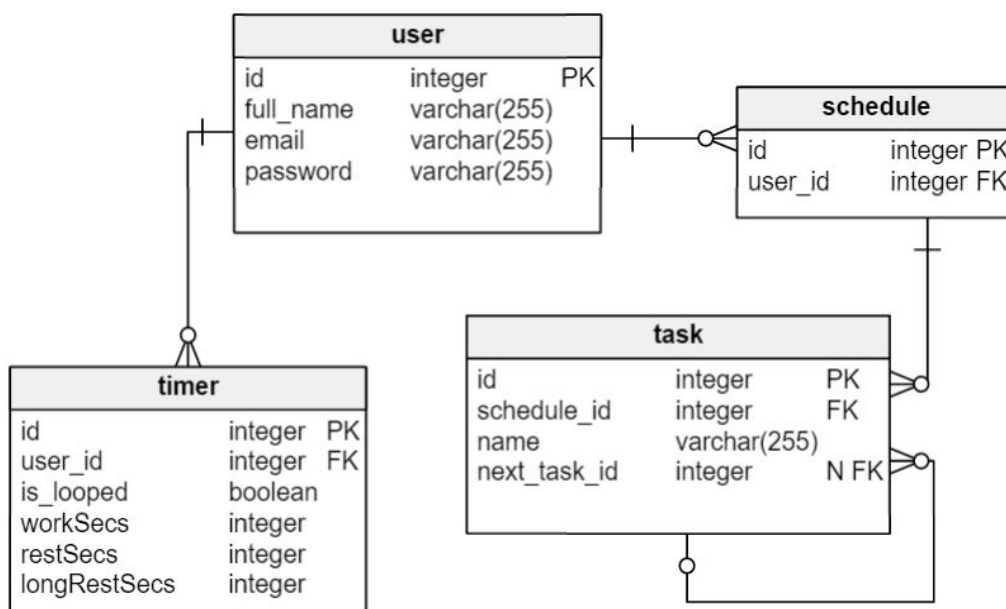 user
id integer PK
full_name varchar(255)
email varchar(255)
password varchar(255)
schedule
id integer PK
user_id integer FK
task
id integer PK
schedule_id integer FK
name varchar(255)
next_task_id integer N FK
timer
id integer PK
user_id integer FK
is_looped boolean
workSecs integer
restSecs integer
longRestSecs integer